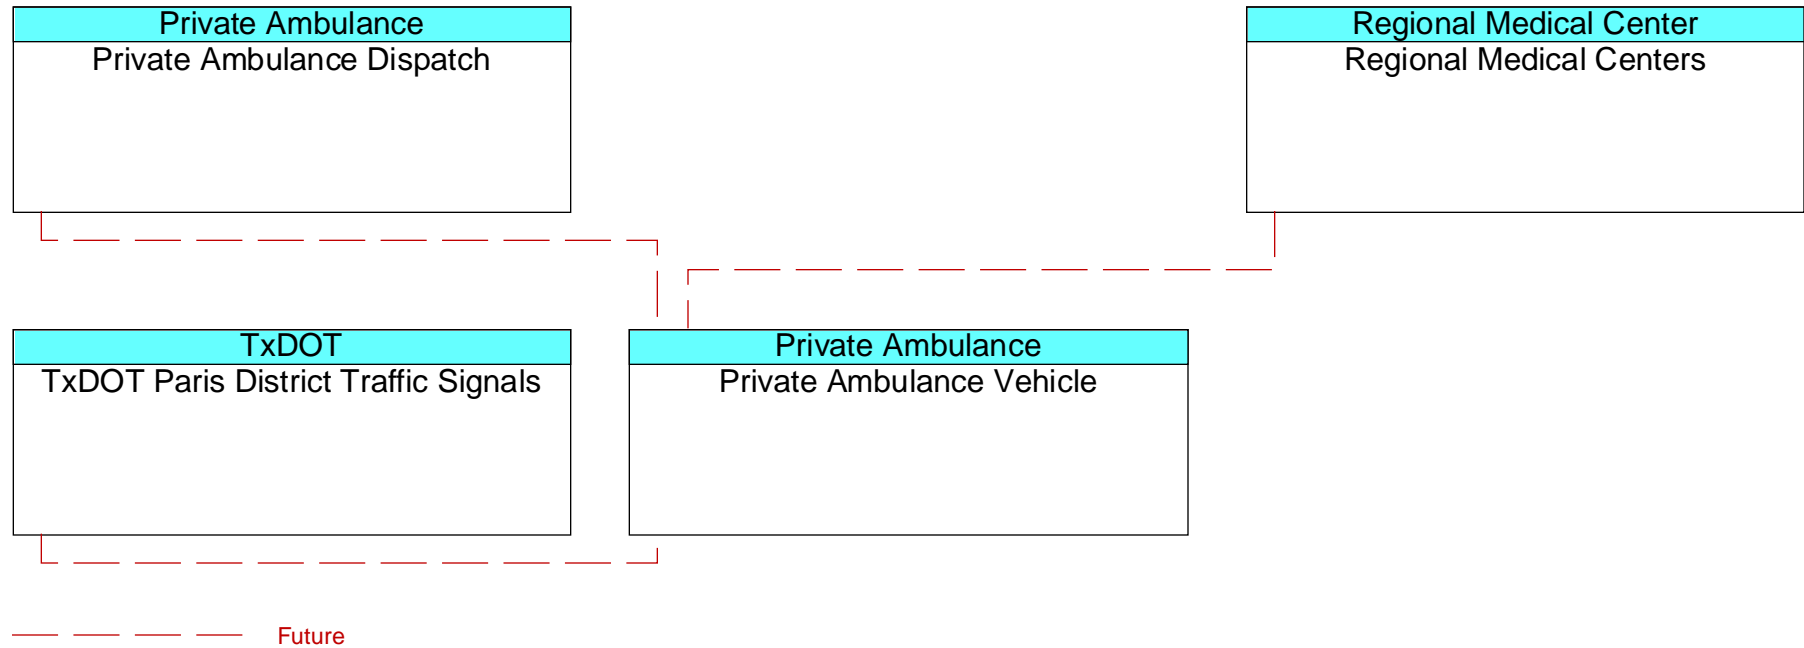 Private Ambulance
Private Ambulance Dispatch
Regional Medical Center
Regional Medical Centers
TxDOT
TxDOT Paris District Traffic Signals
Private Ambulance
Private Ambulance Vehicle
Future